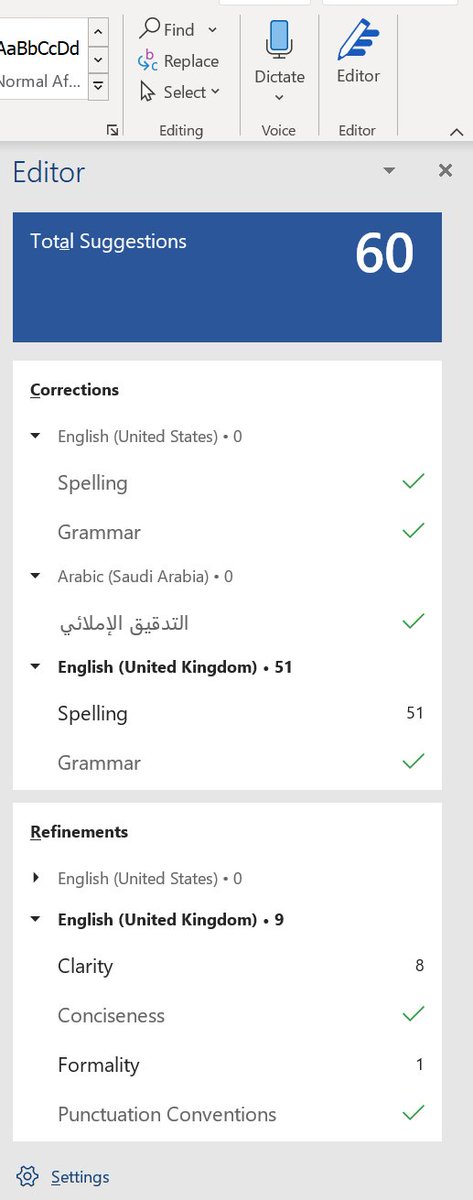 AaBbCcDd
Normal Af...
Find
Replace
Select
Editing
Dictate
Voice
Editor
Editor
Editor
Total Suggestions
60
Corrections
English (United States) • 0
Spelling
Grammar
Arabic (Saudi Arabia) • 0
التدقيق الإملائي
English (United Kingdom) • 51
Spelling 51
Grammar
Refinements
English (United States) • 0
English (United Kingdom) • 9
Clarity 8
Conciseness
Formality 1
Punctuation Conventions
Settings